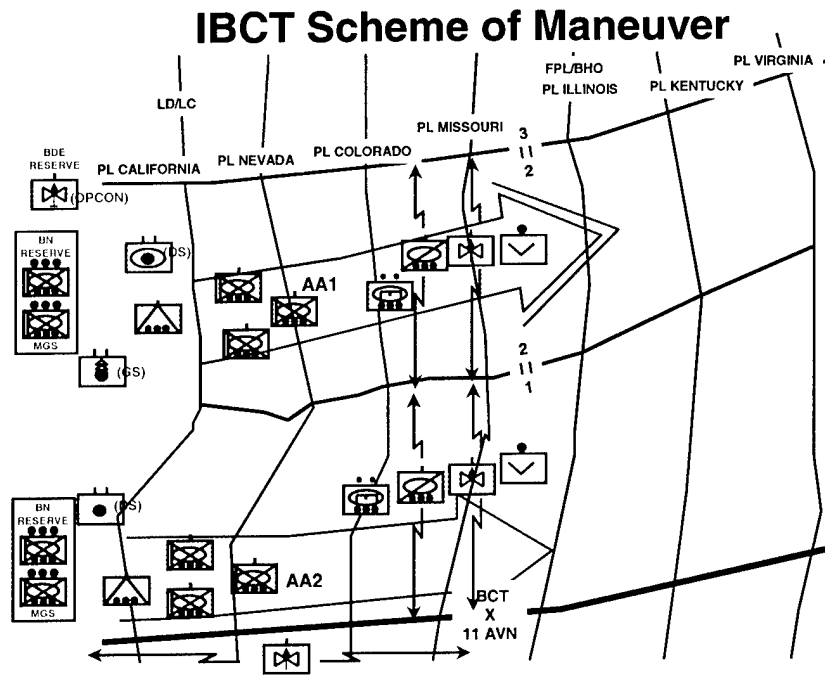 IBCT Scheme of Maneuver
PL VIRGINIA
FPL/BHO
PL ILLINOIS
PL KENTUCKY
LD/LC
PL MISSOURI
3
II
2
PL COLORADO
PL NEVADA
PL CALIFORNIA
BDE
RESERVE
(OPCON)
BN
RESERVE
MGS
(DS)
AA1
(GS)
2
II
1
BN
RESERVE
MGS
(DS)
AA2
BCT
X
11 AVN